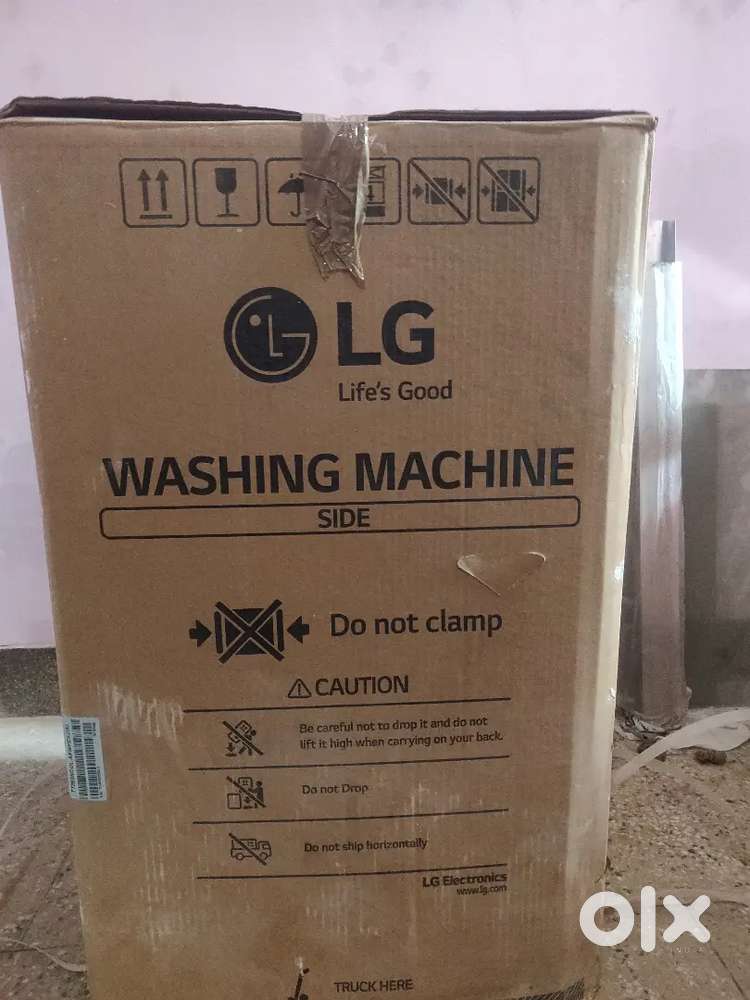 LG
Life's Good
WASHING MACHINE
SIDE
Do not clamp
CAUTION
Be careful not to drop it and do not
lift it high when carrying on your back.
Do not Drop
Do not ship horizontally
LG Electronics
www.lg.com
TRUCK HERE
olx
INDIA